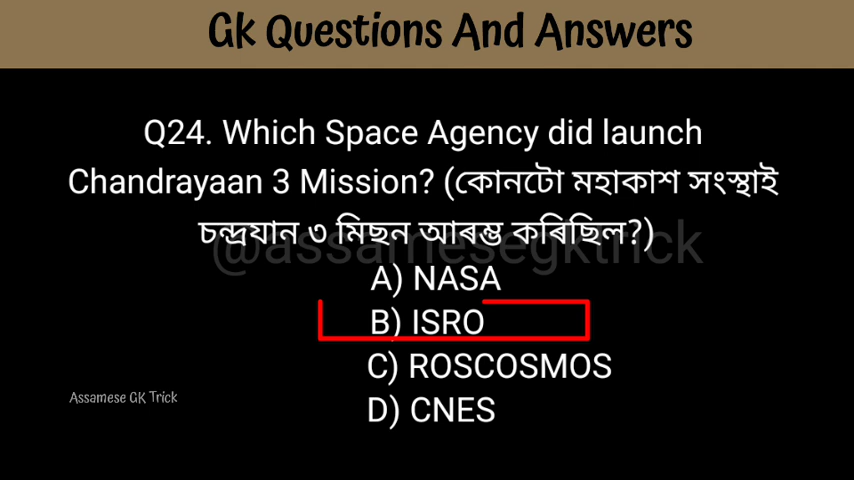 Gk Questions And Answers
Q24. Which Space Agency did launch
Chandrayaan 3 Mission? (কোনটো মহাকাশ সংস্থাই
চন্দ্ৰযান ৩ মিছন আৰম্ভ কৰিছিল?)
@assamesegktrick
A) NASA
B) ISRO
C) ROSCOSMOS
Assamese GK Trick
D) CNES